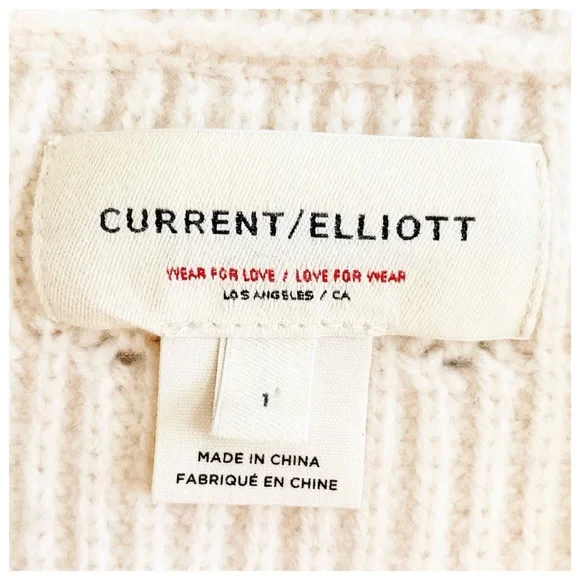 CURRENT/ELLIOTT
WEAR FOR LOVE / LOVE FOR WEAR
LOS ANGELES / CA
1
MADE IN CHINA
FABRIQUÉ EN CHINE